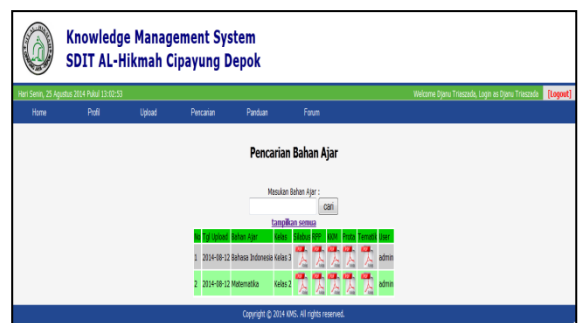 Knowledge Management System
SDIT AL-Hikmah Cipayung Depok
Hari Senin, 25 Agustus 2014 Pukul 13:02:53
Welcome Djanu Triaszada, Login as Djanu Triaszada [Logout]
Home Profil Upload Pencarian Panduan Forum
Pencarian Bahan Ajar
Masukan Bahan Ajar :
cari
tampilkan semua
No Tgl Upload Bahan Ajar Kelas Silabus RPP KKM Prota Tematik User
1 2014-08-12 Bahasa Indonesia Kelas 3 admin
2 2014-08-12 Matematika Kelas 2 admin
Copyright © 2014 KMS. All rights reserved.